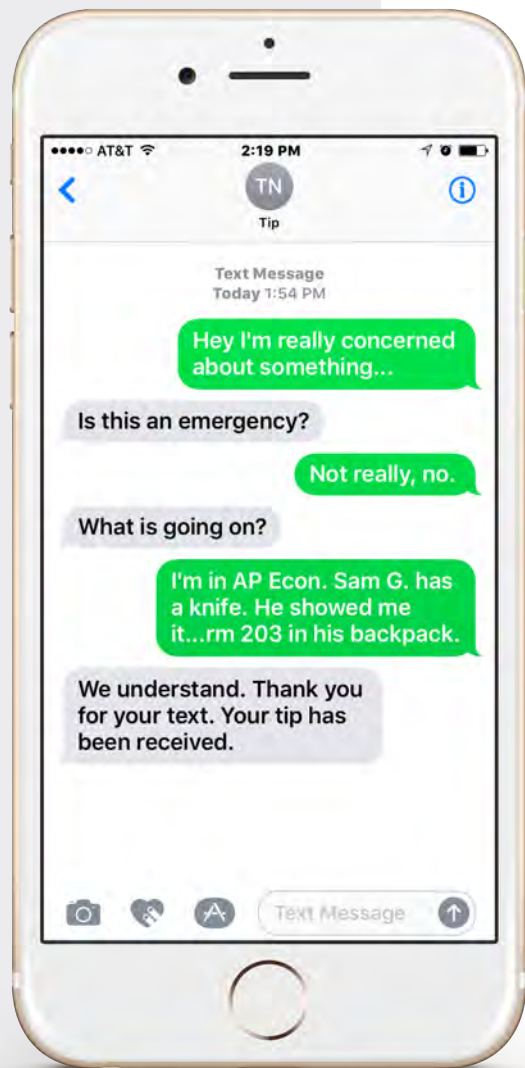 AT&T 2:19 PM
TN
Tip
Text Message
Today 1:54 PM
Hey I'm really concerned
about something...
Is this an emergency?
Not really, no.
What is going on?
I'm in AP Econ. Sam G. has
a knife. He showed me
it...rm 203 in his backpack.
We understand. Thank you
for your text. Your tip has
been received.
Text Message